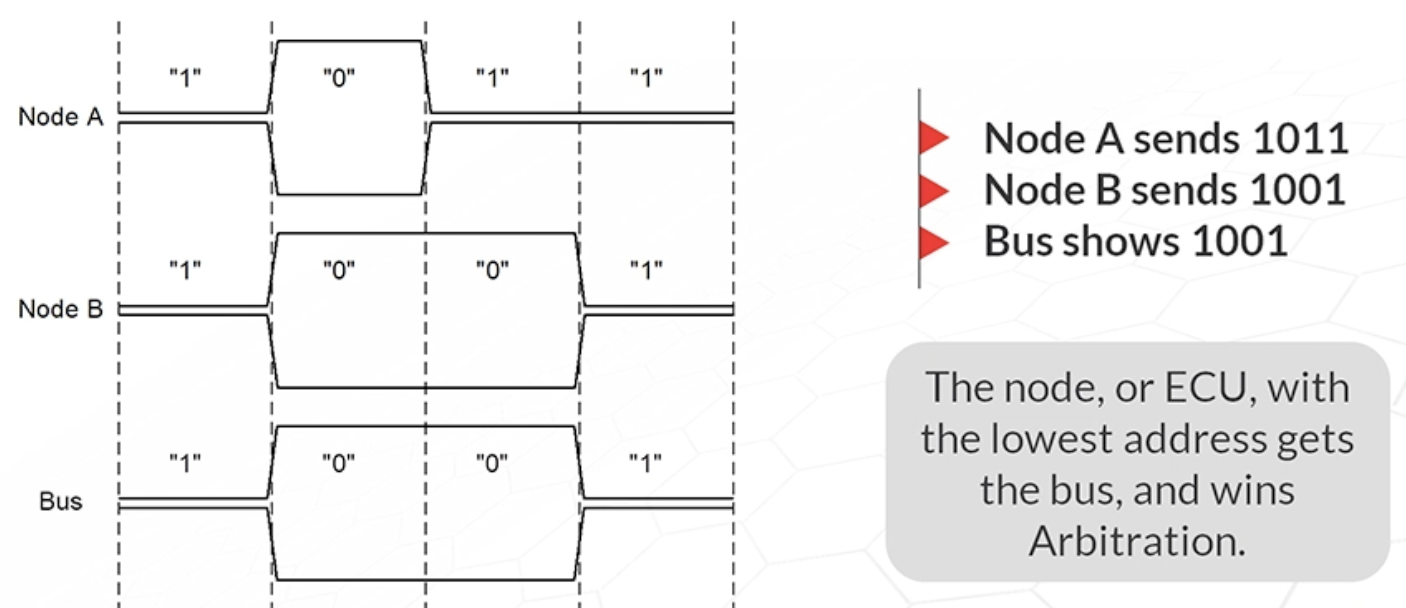 "1" "0" "1" "1"
Node A
"1" "0" "0" "1"
Node B
"1" "0" "0" "1"
Bus
Node A sends 1011
Node B sends 1001
Bus shows 1001
The node, or ECU, with
the lowest address gets
the bus, and wins
Arbitration.